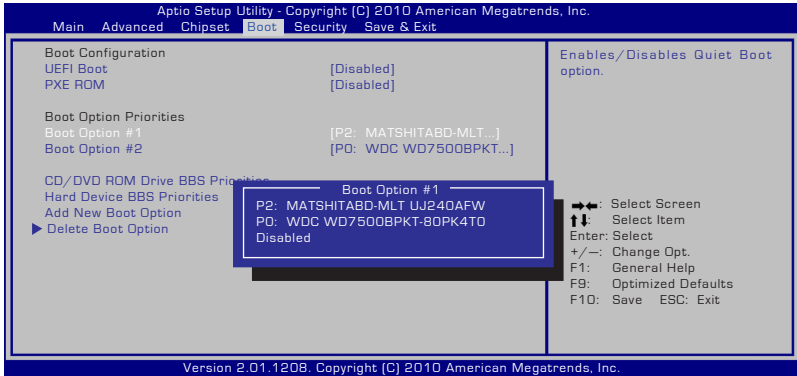 Aptio Setup Utility - Copyright (C) 2010 American Megatrends, Inc.
Main Advanced Chipset Boot Security Save & Exit
Boot Configuration
UEFI Boot [Disabled]
PXE ROM [Disabled]
Boot Option Priorities
Boot Option #1 [P2: MATSHITABD-MLT...]
Boot Option #2 [P0: WDC WD7500BPKT...]
CD/DVD ROM Drive BBS Priorities
Hard Device BBS Priorities
Add New Boot Option
Delete Boot Option
Boot Option #1
P2: MATSHITABD-MLT UJ240AFW
P0: WDC WD7500BPKT-80PK4T0
Disabled
Enables/Disables Quiet Boot
option.
→←: Select Screen
↑↓: Select Item
Enter: Select
+/—: Change Opt.
F1: General Help
F9: Optimized Defaults
F10: Save ESC: Exit
Version 2.01.1208. Copyright (C) 2010 American Megatrends, Inc.